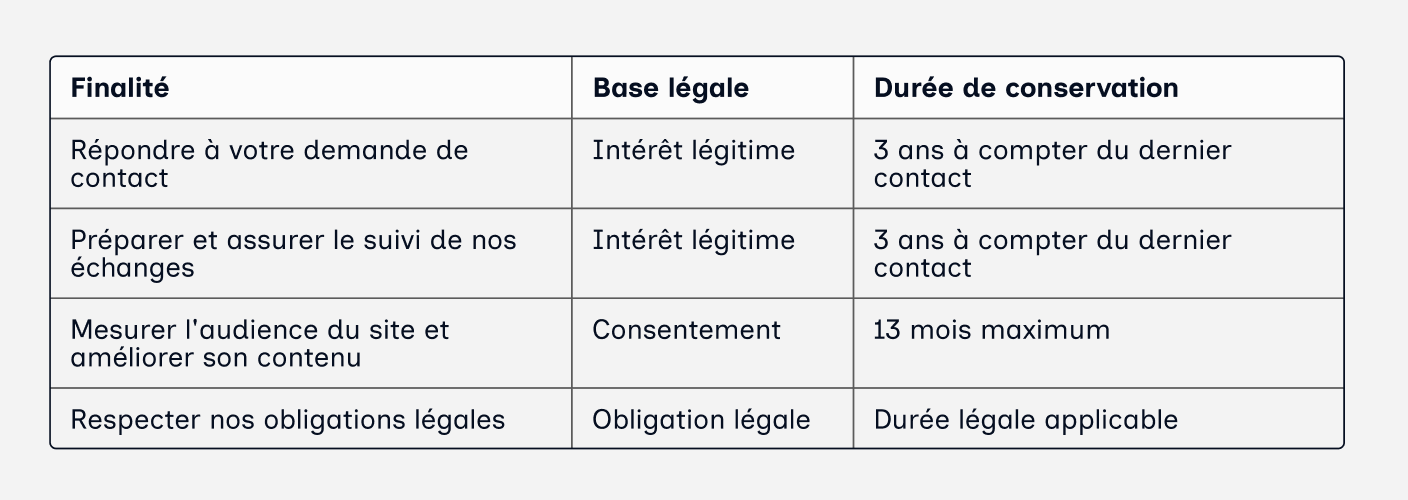 Finalité Base légale Durée de conservation
Répondre à votre demande de Intérêt légitime 3 ans à compter du dernier
contact contact
Préparer et assurer le suivi de nos Intérêt légitime 3 ans à compter du dernier
échanges contact
Mesurer l'audience du site et Consentement 13 mois maximum
améliorer son contenu
Respecter nos obligations légales Obligation légale Durée légale applicable